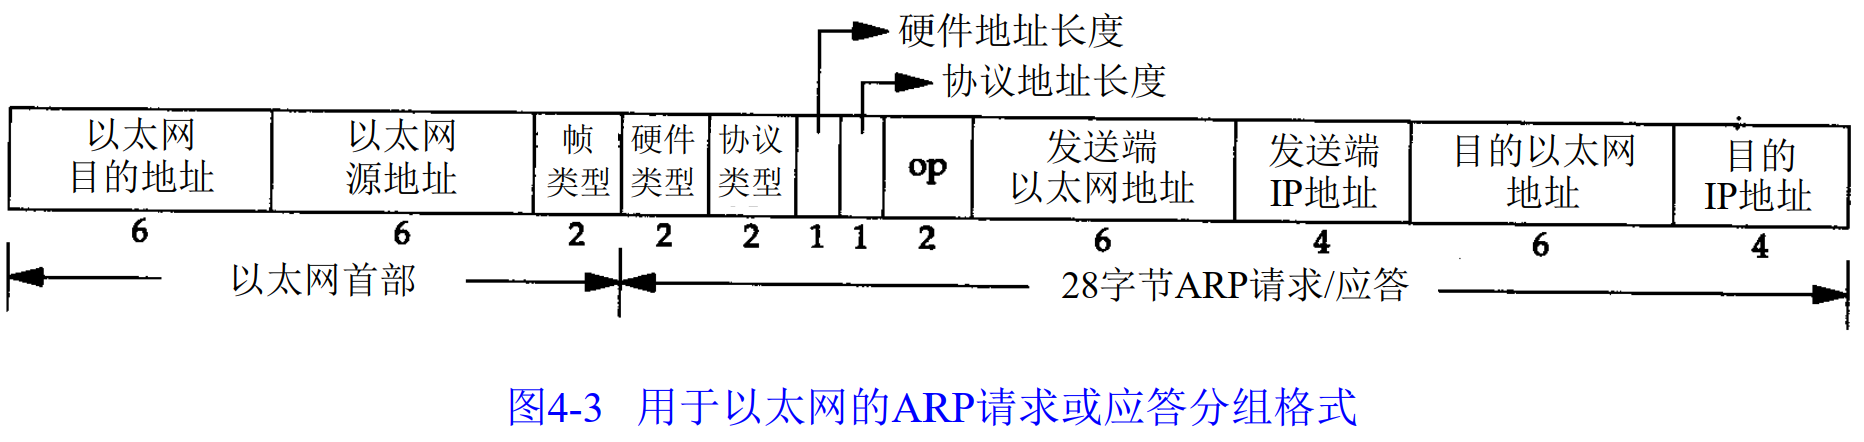 硬件地址长度
协议地址长度
以太网
目的地址
以太网
源地址
帧
类型
硬件
类型
协议
类型
op
发送端
以太网地址
发送端
IP地址
目的以太网
地址
目的
IP地址
6
6
2
2
2
1
1
2
6
4
6
4
以太网首部
28字节ARP请求/应答
图4-3 用于以太网的ARP请求或应答分组格式